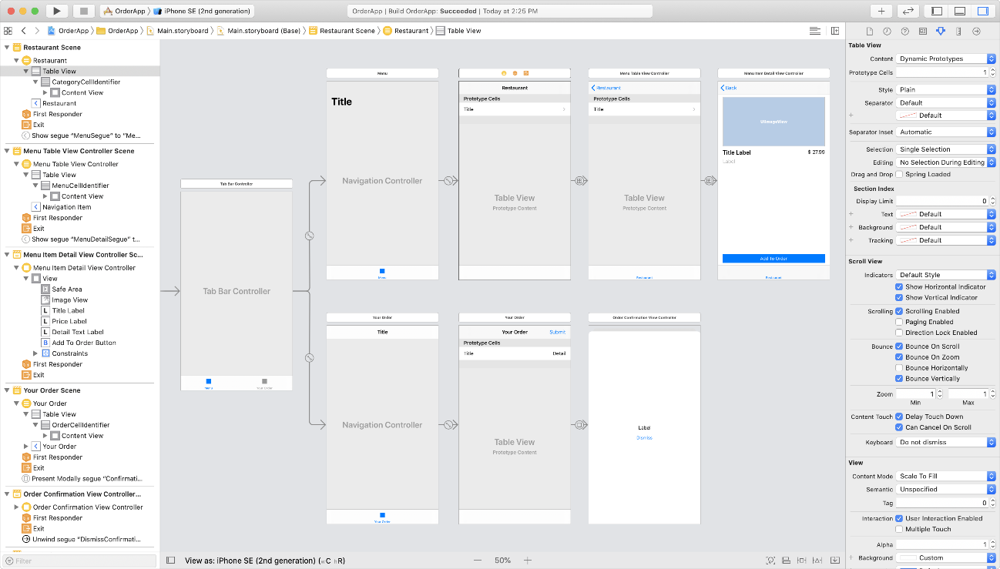 OrderApp
iPhone SE (2nd generation)
OrderApp | Build OrderApp: Succeeded | Today at 2:25 PM
OrderApp
OrderApp
Main.storyboard
Main.storyboard (Base)
Restaurant Scene
Restaurant
Table View
Restaurant Scene
Restaurant
Table View
CategoryCellIdentifier
Content View
Restaurant
First Responder
Exit
Show segue “MenuSegue” to “Me...
Menu Table View Controller Scene
Menu Table View Controller
Table View
MenuCellIdentifier
Content View
Navigation Item
First Responder
Exit
Show segue “MenuDetailSegue” t...
Menu Item Detail View Controller Sc...
Menu Item Detail View Controller
View
Safe Area
Image View
L Title Label
L Price Label
L Detail Text Label
B Add To Order Button
Constraints
First Responder
Exit
Your Order Scene
Your Order
Table View
OrderCellIdentifier
Content View
Your Order
First Responder
Exit
Present Modally segue “Confirmati...
Order Confirmation View Controller...
Order Confirmation View Controller
First Responder
Exit
Unwind segue “DismissConfirmati...
Filter
Tab Bar Controller
Tab Bar Controller
Menu
Your Order
Menu
Title
Navigation Controller
Menu
Restaurant
Prototype Cells
Title
Table View
Prototype Content
Menu Table View Controller
Restaurant
Prototype Cells
Title
Table View
Prototype Content
Restaurant
Menu Item Detail View Controller
Back
UIImageView
Title Label
$ 27.99
Label
Add To Order
Restaurant
Your Order
Title
Navigation Controller
Your Order
Your Order
Your Order
Submit
Prototype Cells
Title
Detail
Table View
Prototype Content
Order Confirmation View Controller
Label
Dismiss
View as: iPhone SE (2nd generation) (wC hR)
50%
Table View
Content Dynamic Prototypes
Prototype Cells 1
Style Plain
Separator Default
Default
Separator Inset Automatic
Selection Single Selection
Editing No Selection During Editing
Drag and Drop Spring Loaded
Section Index
Display Limit 0
Text Default
Background Default
Tracking Default
Scroll View
Indicators Default Style
Show Horizontal Indicator
Show Vertical Indicator
Scrolling Scrolling Enabled
Paging Enabled
Direction Lock Enabled
Bounce Bounce On Scroll
Bounce On Zoom
Bounce Horizontally
Bounce Vertically
Zoom 1 1
Min Max
Content Touch Delay Touch Down
Can Cancel On Scroll
Keyboard Do not dismiss
View
Content Mode Scale To Fill
Semantic Unspecified
Tag 0
Interaction User Interaction Enabled
Multiple Touch
Alpha 1
Background Custom